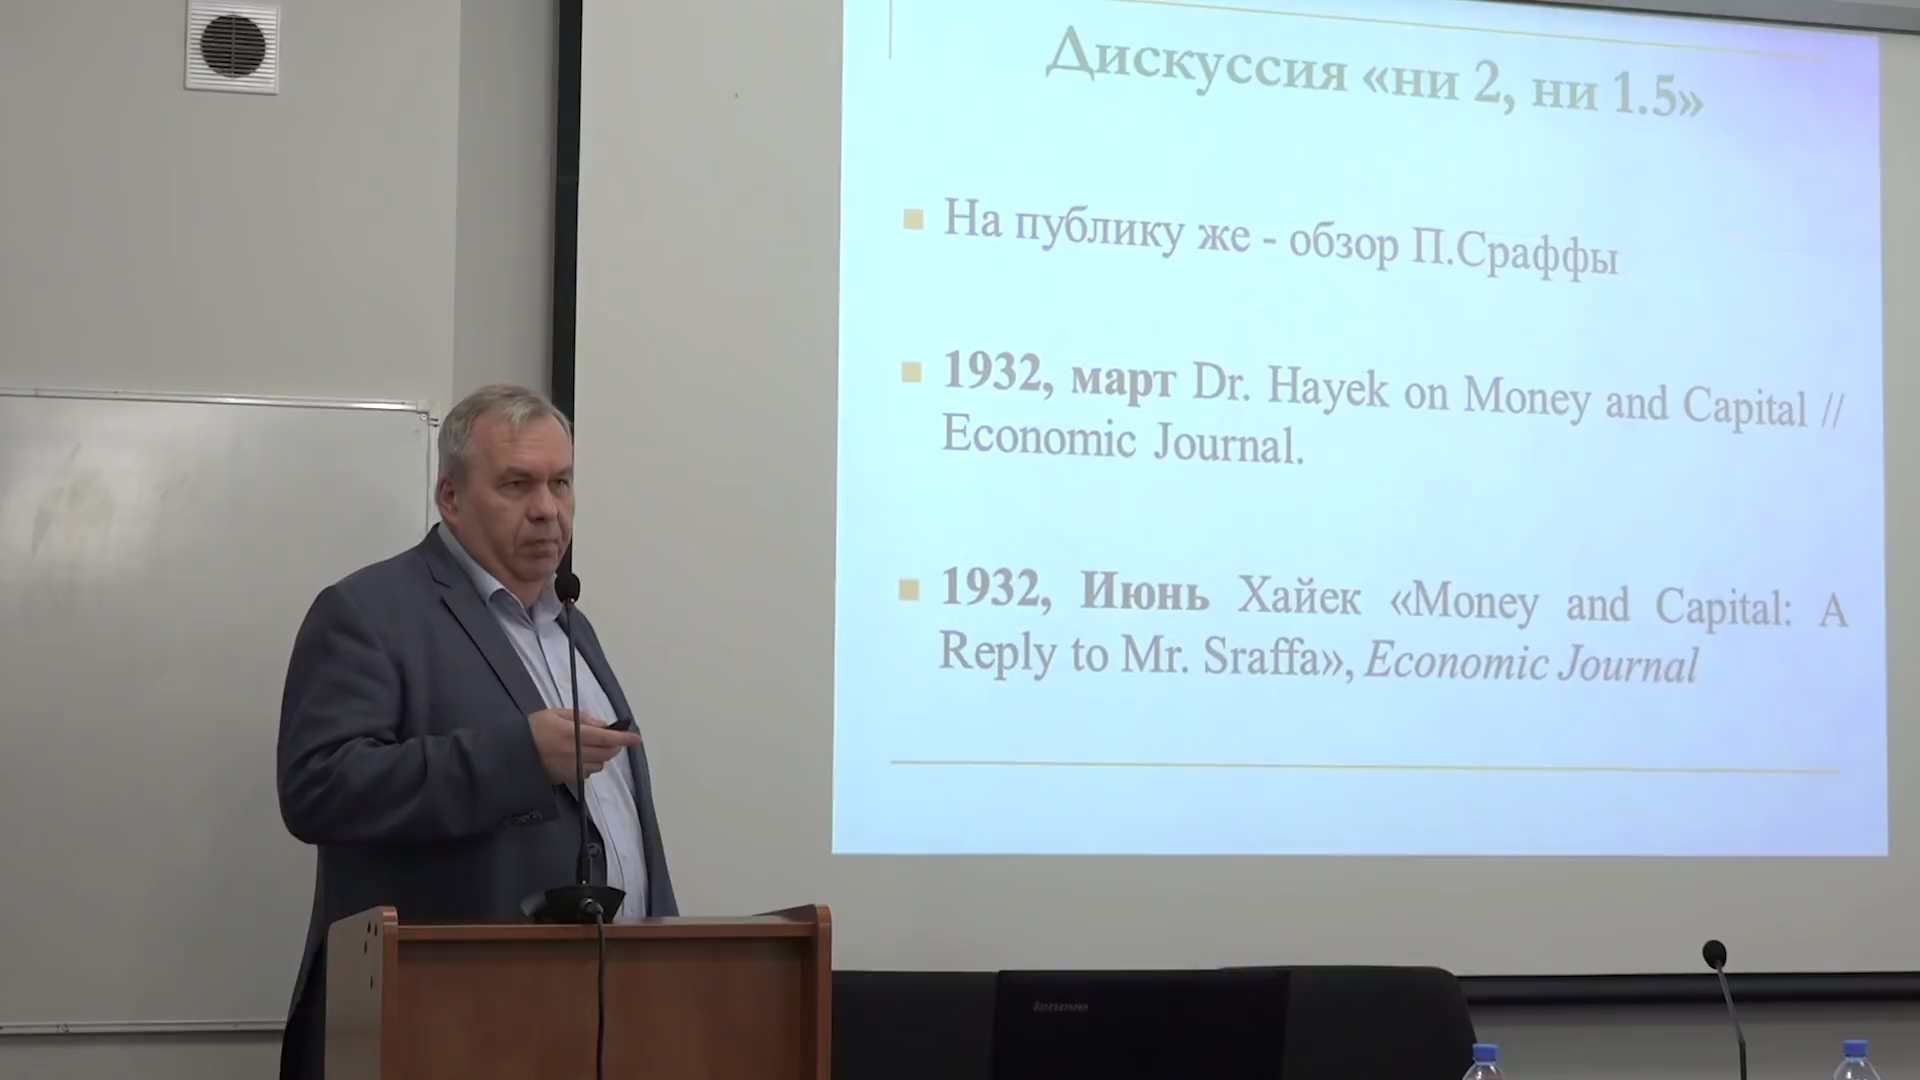 Дискуссия «ни 2, ни 1.5»
На публику же - обзор П.Сраффы
1932, март Dr. Hayek on Money and Capital //
Economic Journal.
1932, Июнь Хайек «Money and Capital: A
Reply to Mr. Sraffa», Economic Journal
lenovo